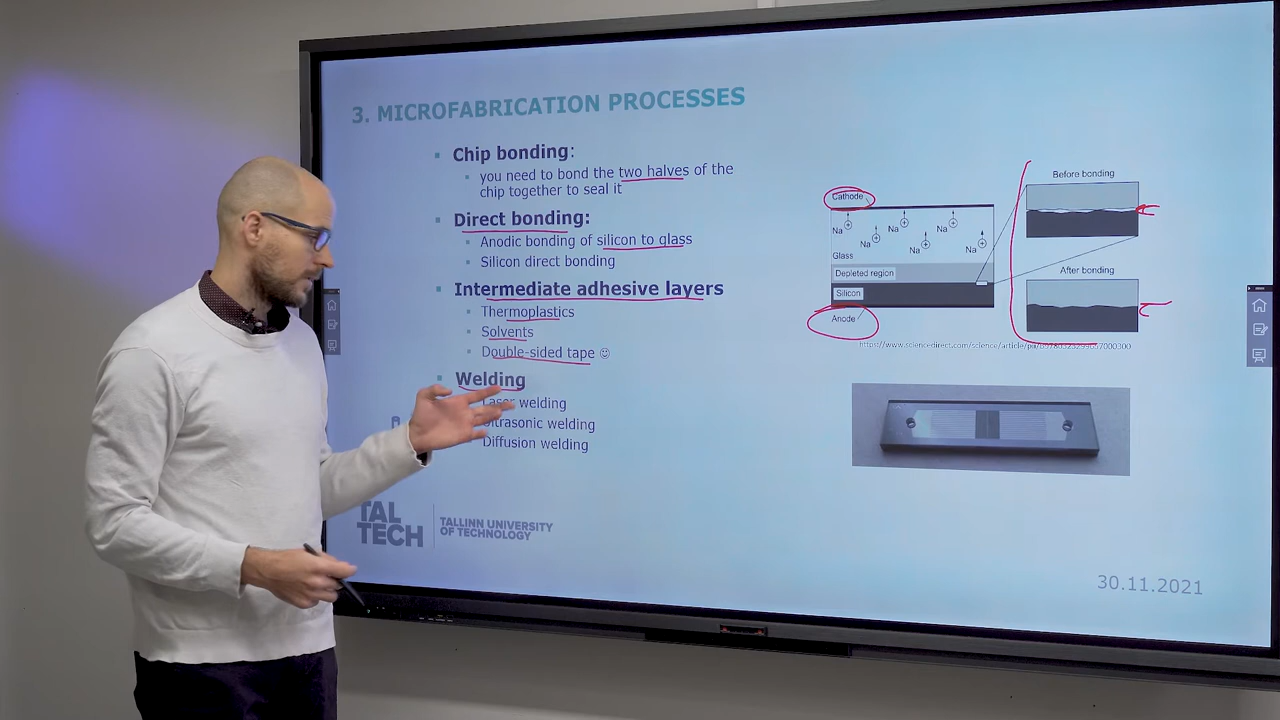 3. MICROFABRICATION PROCESSES
Chip bonding:
you need to bond the two halves of the
chip together to seal it
Direct bonding:
Anodic bonding of silicon to glass
Silicon direct bonding
Intermediate adhesive layers
Thermoplastics
Solvents
Double-sided tape ☺
Welding
Laser welding
Ultrasonic welding
Diffusion welding
Cathode
Na
Na
Na
Na
Na
Na
Glass
Depleted region
Silicon
Anode
Before bonding
After bonding
TAL
TECH
TALLINN UNIVERSITY
OF TECHNOLOGY
30.11.2021